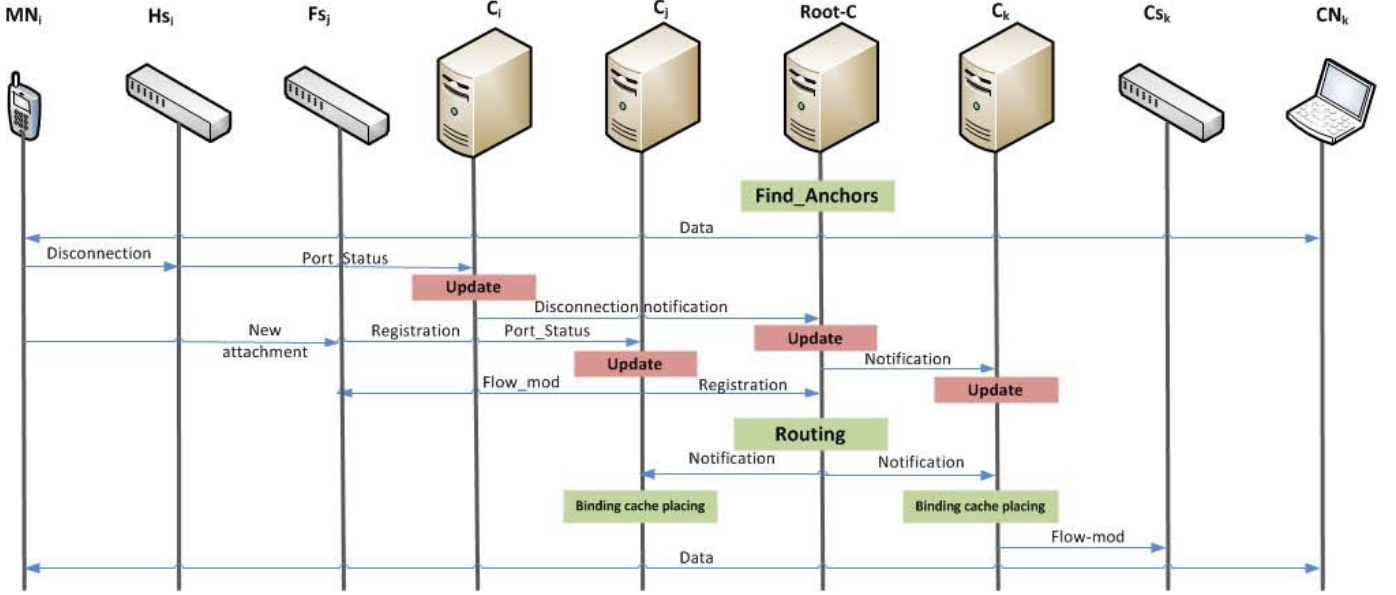 MNi Hsi Fsj Ci Cj Root-C Ck Csk CNk
Find_Anchors
Data
Disconnection Port_Status
Update
Disconnection notification
New attachment Registration Port_Status
Update
Update
Notification
Update
Flow_mod Registration
Routing
Notification Notification
Binding cache placing Binding cache placing
Flow-mod
Data